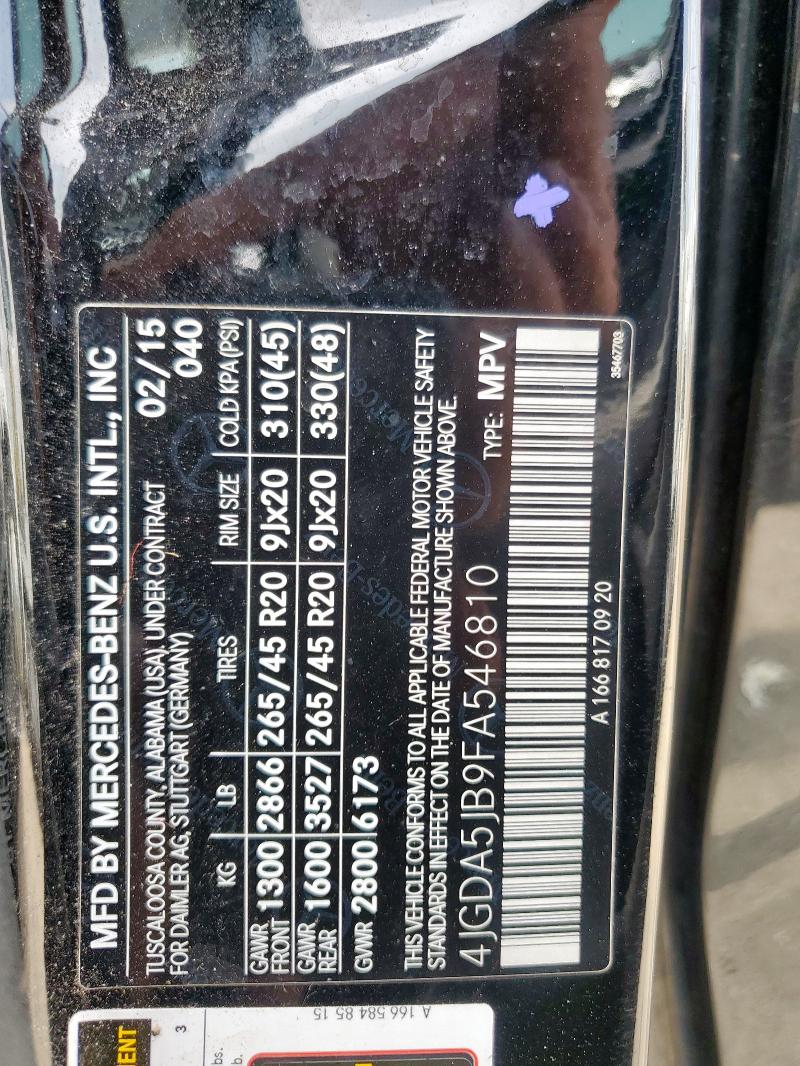 MFD BY MERCEDES-BENZ U.S. INTL., INC
TUSCALOOSA COUNTY, ALABAMA (USA), UNDER CONTRACT 02/15
FOR DAIMLER AG, STUTTGART (GERMANY) 040
KG LB TIRES RIM SIZE COLD KPA (PSI)
GAWR FRONT 1300 2866 265/45 R20 9Jx20 310(45)
GAWR REAR 1600 3527 265/45 R20 9Jx20 330(48)
GVWR 2800 6173
THIS VEHICLE CONFORMS TO ALL APPLICABLE FEDERAL MOTOR VEHICLE SAFETY
STANDARDS IN EFFECT ON THE DATE OF MANUFACTURE SHOWN ABOVE.
4JGDA5JB9FA546810 TYPE: MPV
A 166 817 09 20
35467703
A 166 584 85 15
3
bs.
b.